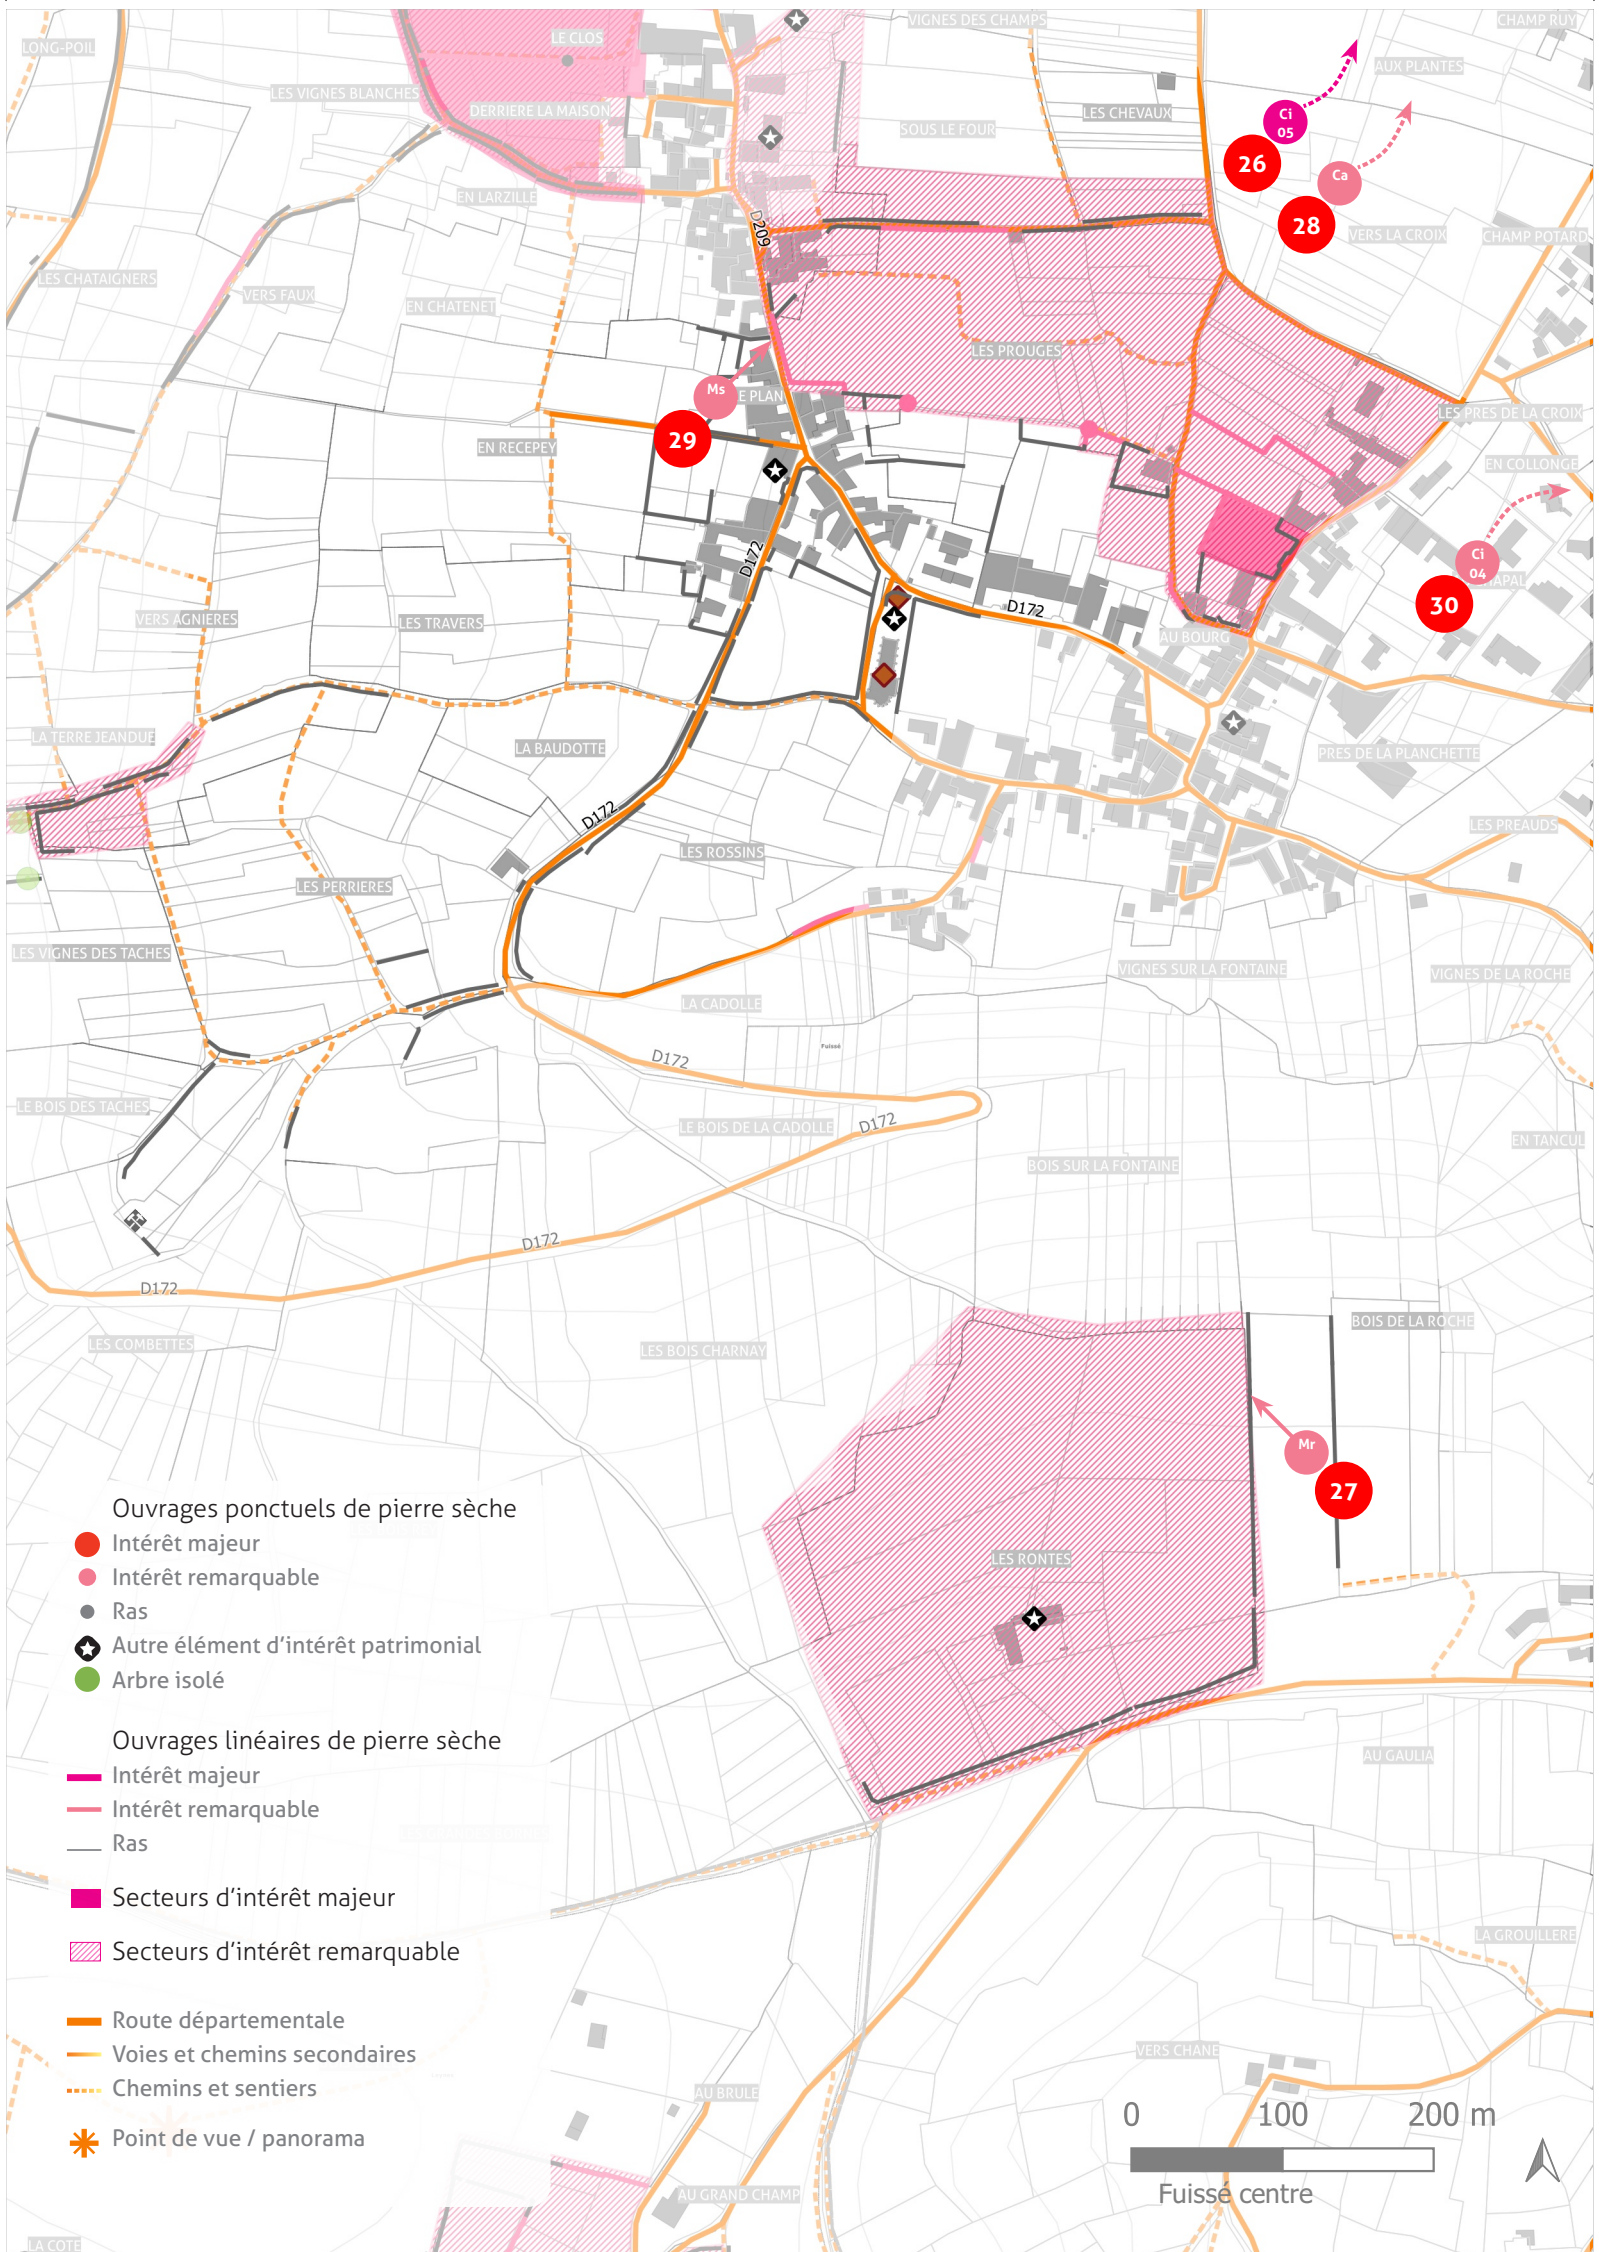 VIGNES DES CHAMPS
CHAMP RUY
LONG-POIL
LE CLOS
AUX PLANTES
LES VIGNES BLANCHES
DERRIERE LA MAISON
LES CHEVAUX
Ci
05
SOUS LE FOUR
26
Ca
EN LARZILLE
28
D209
VERS LA CROIX
CHAMP POTARD
LES CHATAIGNERS
VERS FAUX
EN CHATENET
LES PROUGES
Ms
E PLAN
LES PRES DE LA CROIX
29
EN RECEPEY
EN COLLONGE
D172
Ci
04
APAL
30
D172
VERS AGNIERES
LES TRAVERS
AU BOURG
LA TERRE JEANDUE
LA BAUDOTTE
PRES DE LA PLANCHETTE
D172
LES PREAUDS
LES ROSSINS
LES PERRIERES
LES VIGNES DES TACHES
VIGNES SUR LA FONTAINE
VIGNES DE LA ROCHE
LA CADOLLE
Fuissé
D172
LE BOIS DES TACHES
LE BOIS DE LA CADOLLE
D172
EN TANCUL
BOIS SUR LA FONTAINE
D172
D172
LES COMBETTES
LES BOIS CHARNAY
BOIS DE LA ROCHE
Mr
27
LES RONTES
Ouvrages ponctuels de pierre sèche
Intérêt majeur
Intérêt remarquable
Ras
Autre élément d'intérêt patrimonial
Arbre isolé
Ouvrages linéaires de pierre sèche
Intérêt majeur
Intérêt remarquable
Ras
Secteurs d'intérêt majeur
Secteurs d'intérêt remarquable
Route départementale
Voies et chemins secondaires
Chemins et sentiers
Point de vue / panorama
AU GAULIA
LA GROUILLERE
VERS CHANE
AU BRULE
0 100 200 m
Fuissé centre
AU GRAND CHAMP
LA COTE